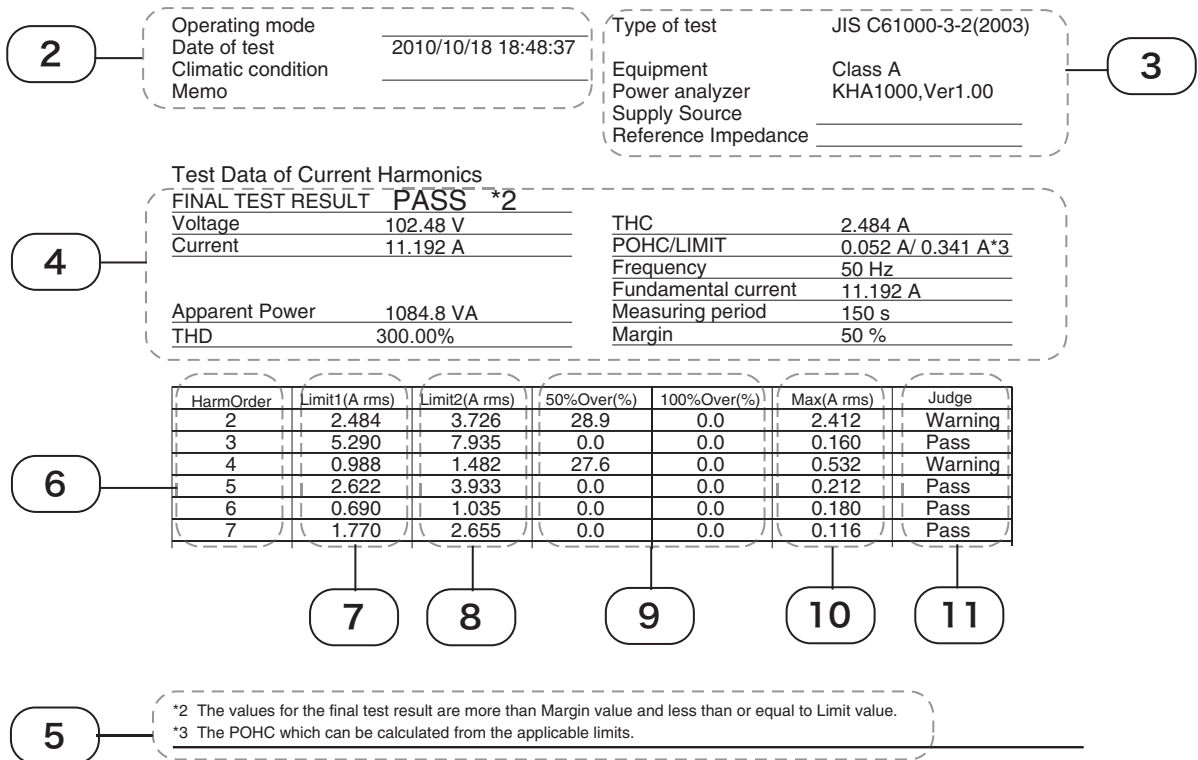 2
Operating mode
Date of test 2010/10/18 18:48:37
Climatic condition
Memo
Type of test JIS C61000-3-2(2003)
Equipment Class A
Power analyzer KHA1000,Ver1.00
Supply Source
Reference Impedance
3
Test Data of Current Harmonics
FINAL TEST RESULT PASS *2
Voltage 102.48 V
Current 11.192 A
Apparent Power 1084.8 VA
THD 300.00%
THC 2.484 A
POHC/LIMIT 0.052 A/ 0.341 A*3
Frequency 50 Hz
Fundamental current 11.192 A
Measuring period 150 s
Margin 50 %
4
HarmOrder Limit1(A rms) Limit2(A rms) 50%Over(%) 100%Over(%) Max(A rms) Judge
2 2.484 3.726 28.9 0.0 2.412 Warning
3 5.290 7.935 0.0 0.0 0.160 Pass
4 0.988 1.482 27.6 0.0 0.532 Warning
5 2.622 3.933 0.0 0.0 0.212 Pass
6 0.690 1.035 0.0 0.0 0.180 Pass
7 1.770 2.655 0.0 0.0 0.116 Pass
6
7 8 9 10 11
5
*2 The values for the final test result are more than Margin value and less than or equal to Limit value.
*3 The POHC which can be calculated from the applicable limits.